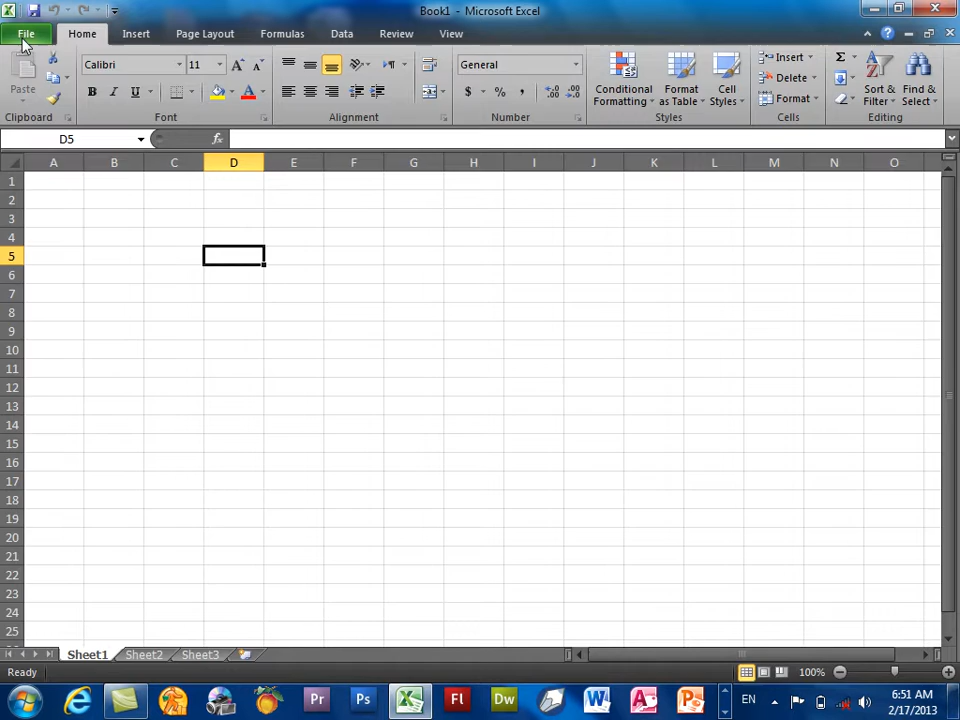 Book1 - Microsoft Excel
File Home Insert Page Layout Formulas Data Review View
Calibri 11 General Insert
Paste B I U $ % , Conditional Formatting Format as Table Cell Styles Delete Format Σ Sort & Filter Find & Select
Clipboard Font Alignment Number Styles Cells Editing
D5 fx
A B C D E F G H I J K L M N O
1
2
3
4
5
6
7
8
9
10
11
12
13
14
15
16
17
18
19
20
21
22
23
24
25
Sheet1 Sheet2 Sheet3
Ready 100%
Pr Ps Fl Dw EN 6:51 AM
2/17/2013